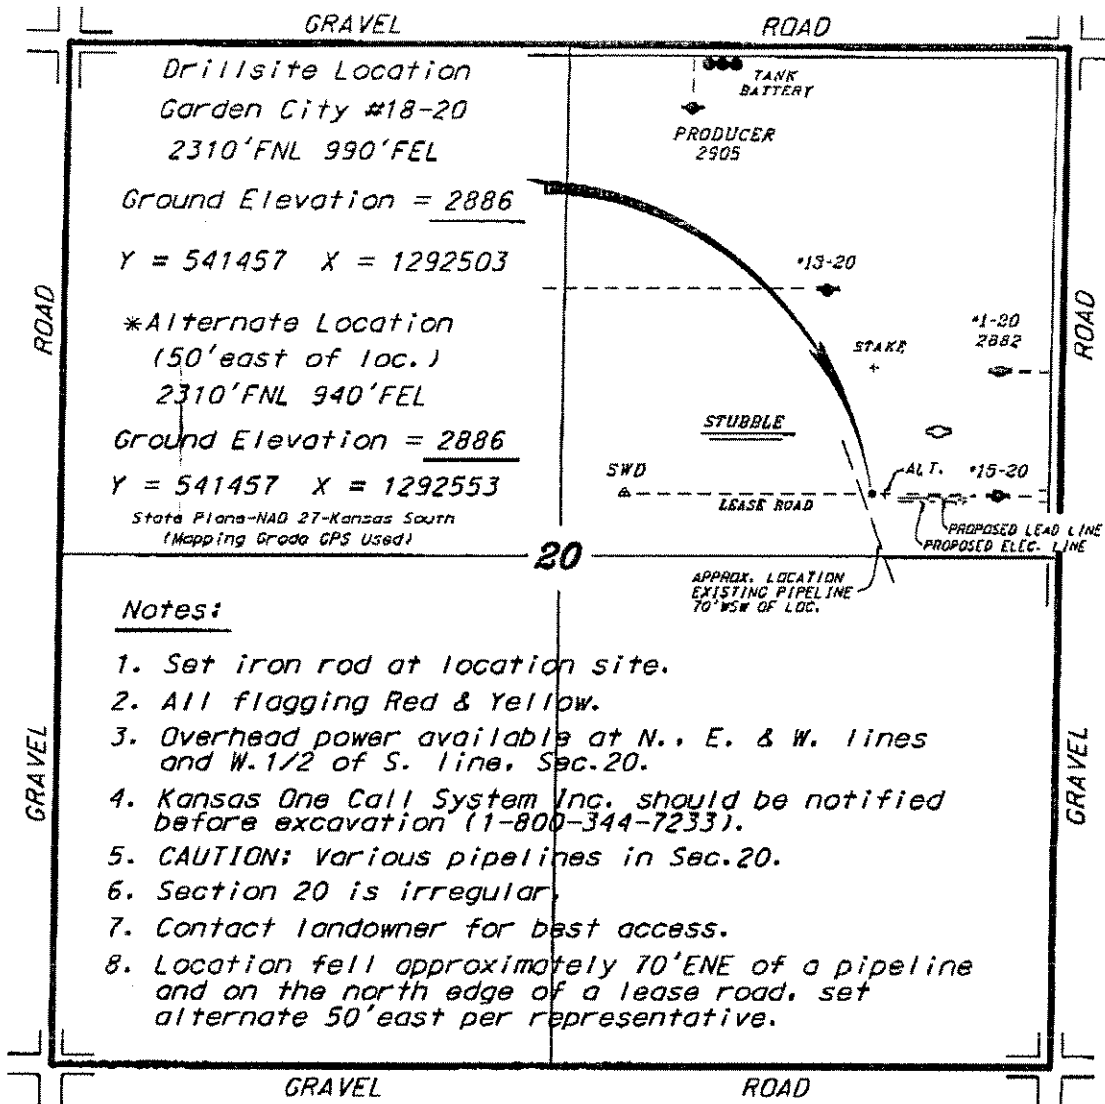 GRAVEL ROAD
Drillsite Location
Garden City #18-20
2310'FNL 990'FEL
Ground Elevation = 2886
Y = 541457 X = 1292503
*Alternate Location
(50'east of loc.)
2310'FNL 940'FEL
Ground Elevation = 2886
Y = 541457 X = 1292553
State Plane-NAD 27-Kansas South
(Mapping Grade GPS Used)
TANK
BATTERY
PRODUCER
2905
#13-20
#1-20
2882
STAKE
STUBBLE
SWD
ALT.
#15-20
LEASE ROAD
PROPOSED LEAD LINE
PROPOSED ELEC. LINE
20
APPROX. LOCATION
EXISTING PIPELINE
70'WSW OF LOC.
ROAD
GRAVEL
ROAD
GRAVEL
Notes:
1. Set iron rod at location site.
2. All flagging Red & Yellow.
3. Overhead power available at N., E. & W. lines
and W.1/2 of S. line, Sec.20.
4. Kansas One Call System Inc. should be notified
before excavation (1-800-344-7233).
5. CAUTION: Various pipelines in Sec.20.
6. Section 20 is irregular.
7. Contact landowner for best access.
8. Location fell approximately 70'ENE of a pipeline
and on the north edge of a lease road, set
alternate 50'east per representative.
GRAVEL ROAD